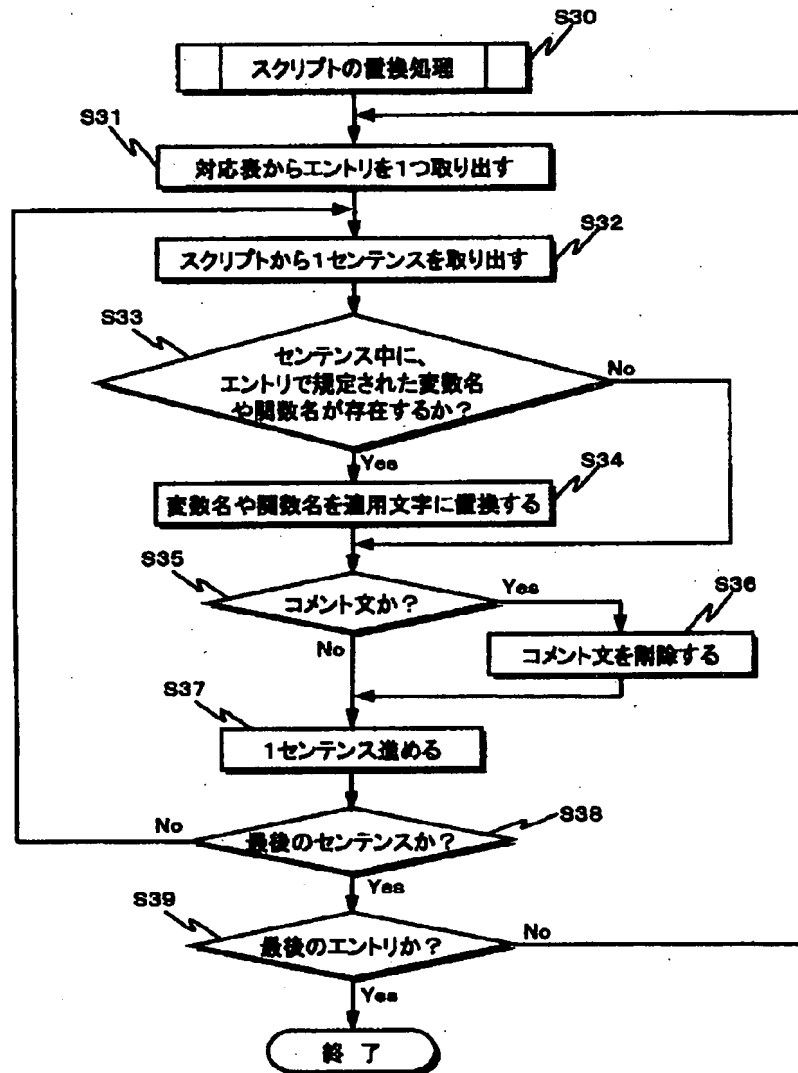 S30
スクリプトの置換処理
S31
対応表からエントリを1つ取り出す
S32
スクリプトから1センテンスを取り出す
S33
センテンス中に、
エントリで規定された変数名
や関数名が存在するか？
No
Yes
S34
変数名や関数名を適用文字に置換する
S35
コメント文か？
Yes
S36
No
コメント文を削除する
S37
1センテンス進める
No
最後のセンテンスか？
S38
Yes
S39
最後のエントリか？
No
Yes
終 了